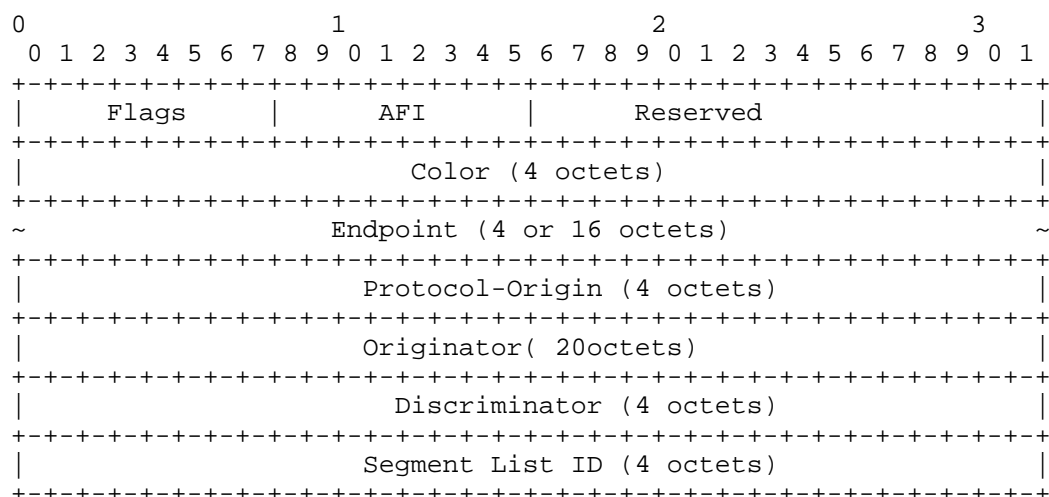 0                   1                   2                   3
 0 1 2 3 4 5 6 7 8 9 0 1 2 3 4 5 6 7 8 9 0 1 2 3 4 5 6 7 8 9 0 1
+-+-+-+-+-+-+-+-+-+-+-+-+-+-+-+-+-+-+-+-+-+-+-+-+-+-+-+-+-+-+-+-+
|     Flags     |      AFI      |      Reserved                 |
+-+-+-+-+-+-+-+-+-+-+-+-+-+-+-+-+-+-+-+-+-+-+-+-+-+-+-+-+-+-+-+-+
|                        Color (4 octets)                       |
+-+-+-+-+-+-+-+-+-+-+-+-+-+-+-+-+-+-+-+-+-+-+-+-+-+-+-+-+-+-+-+-+
~                   Endpoint (4 or 16 octets)                   ~
+-+-+-+-+-+-+-+-+-+-+-+-+-+-+-+-+-+-+-+-+-+-+-+-+-+-+-+-+-+-+-+-+
|                     Protocol-Origin (4 octets)                |
+-+-+-+-+-+-+-+-+-+-+-+-+-+-+-+-+-+-+-+-+-+-+-+-+-+-+-+-+-+-+-+-+
|                     Originator( 20octets)                     |
+-+-+-+-+-+-+-+-+-+-+-+-+-+-+-+-+-+-+-+-+-+-+-+-+-+-+-+-+-+-+-+-+
|                       Discriminator (4 octets)                |
+-+-+-+-+-+-+-+-+-+-+-+-+-+-+-+-+-+-+-+-+-+-+-+-+-+-+-+-+-+-+-+-+
|                     Segment List ID (4 octets)                |
+-+-+-+-+-+-+-+-+-+-+-+-+-+-+-+-+-+-+-+-+-+-+-+-+-+-+-+-+-+-+-+-+